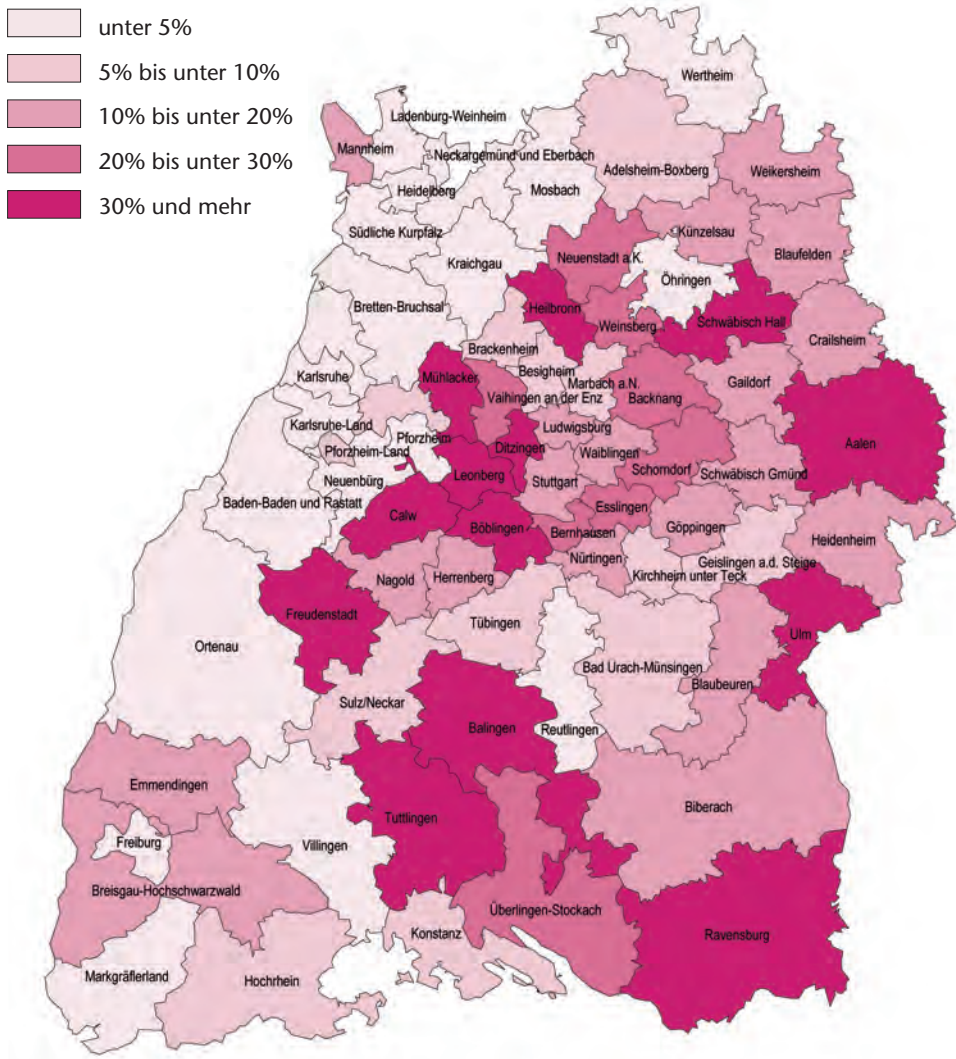 unter 5%
5% bis unter 10%
10% bis unter 20%
20% bis unter 30%
30% und mehr
Wertheim
Ladenburg-Weinheim
Mannheim
Neckargemünd und Eberbach
Adelsheim-Boxberg
Weikersheim
Heidelberg
Mosbach
Südliche Kurpfalz
Künzelsau
Kraichgau
Neuenstadt a.K.
Blaufelden
Öhringen
Bretten-Bruchsal
Heilbronn
Weinsberg
Schwäbisch Hall
Crailsheim
Brackenheim
Karlsruhe
Mühlacker
Besigheim
Marbach a.N.
Gaildorf
Vaihingen an der Enz
Backnang
Karlsruhe-Land
Ludwigsburg
Pforzheim
Ditzingen
Aalen
Pforzheim-Land
Waiblingen
Leonberg
Schorndorf
Schwäbisch Gmünd
Neuenbürg
Stuttgart
Baden-Baden und Rastatt
Esslingen
Calw
Böblingen
Bernhausen
Göppingen
Heidenheim
Nürtingen
Geislingen a.d. Steige
Nagold
Herrenberg
Kirchheim unter Teck
Freudenstadt
Tübingen
Ulm
Ortenau
Bad Urach-Münsingen
Blaubeuren
Sulz/Neckar
Balingen
Reutlingen
Emmendingen
Biberach
Tuttlingen
Freiburg
Villingen
Breisgau-Hochschwarzwald
Überlingen-Stockach
Konstanz
Ravensburg
Markgräflerland
Hochrhein